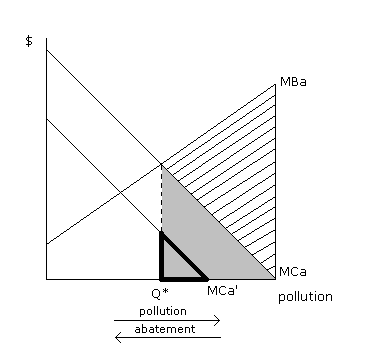 $
MBa
MCa
Q*
MCa'
pollution
pollution
abatement